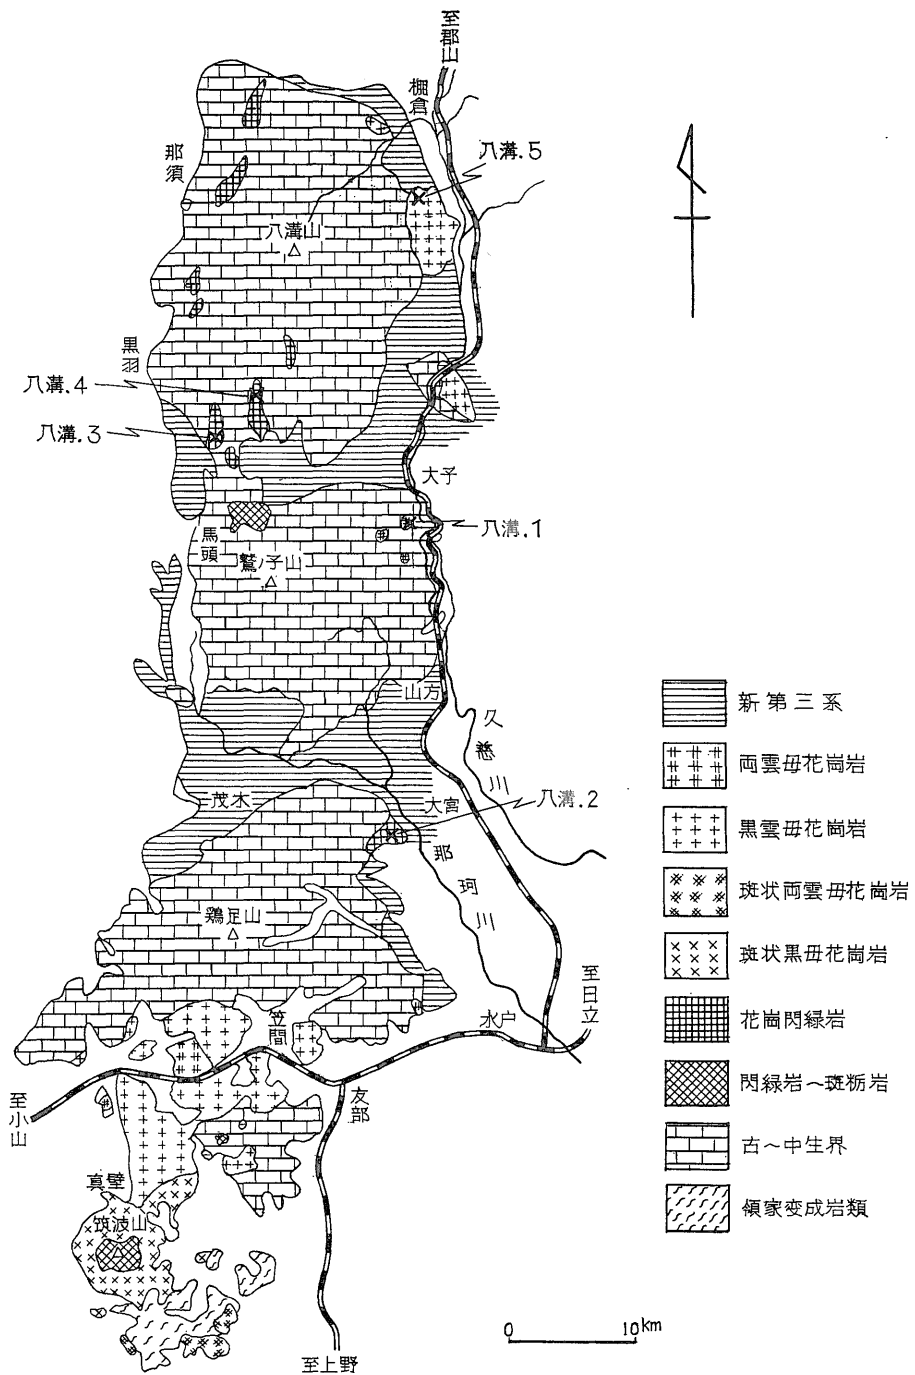 至郡山
棚倉
那須
八溝.5
八溝山
黒羽
八溝.4
八溝.3
大子
八溝.1
馬頭
鷲ノ子山
山方
久慈川
茂木
大宮
八溝.2
那珂川
鶏足山
笠間
水戸
至日立
至小山
友部
真壁
筑波山
至上野
新第三系
両雲母花崗岩
黒雲母花崗岩
斑状両雲母花崗岩
斑状黒母花崗岩
花崗閃緑岩
閃緑岩～斑栃岩
古～中生界
領家変成岩類
0 10km